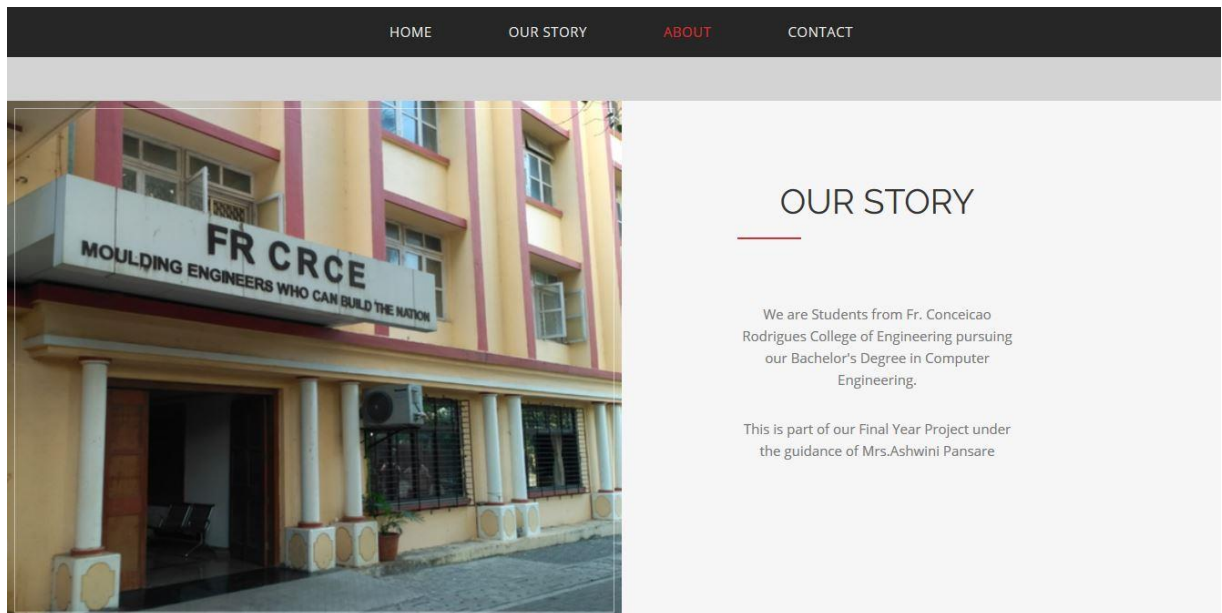 HOME OUR STORY ABOUT CONTACT
FR CRCE
MOULDING ENGINEERS WHO CAN BUILD THE NATION
OUR STORY
We are Students from Fr. Conceicao
Rodrigues College of Engineering pursuing
our Bachelor's Degree in Computer
Engineering.
This is part of our Final Year Project under
the guidance of Mrs.Ashwini Pansare